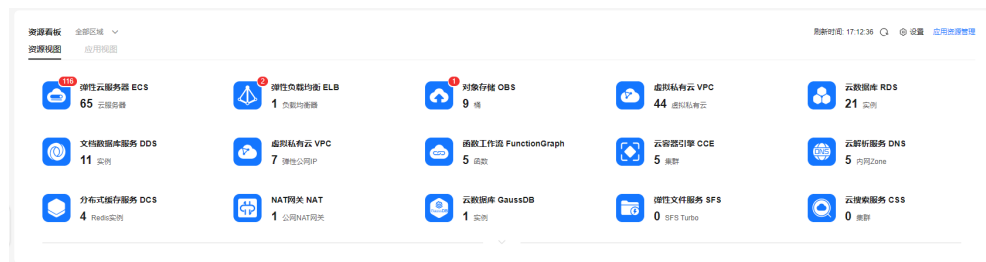 资源看板 全部区域 刷新时间: 17:12:36 设置 应用资源管理
资源视图 应用视图
116 弹性云服务器 ECS
65 云服务器
2 弹性负载均衡 ELB
1 负载均衡器
1 对象存储 OBS
9 桶
虚拟私有云 VPC
44 虚拟私有云
云数据库 RDS
21 实例
文档数据库服务 DDS
11 实例
虚拟私有云 VPC
7 弹性公网IP
函数工作流 FunctionGraph
5 函数
云容器引擎 CCE
5 集群
DNS 云解析服务 DNS
5 内网Zone
分布式缓存服务 DCS
4 Redis实例
NAT网关 NAT
1 公网NAT网关
GaussDB 云数据库 GaussDB
1 实例
弹性文件服务 SFS
0 SFS Turbo
云搜索服务 CSS
0 集群